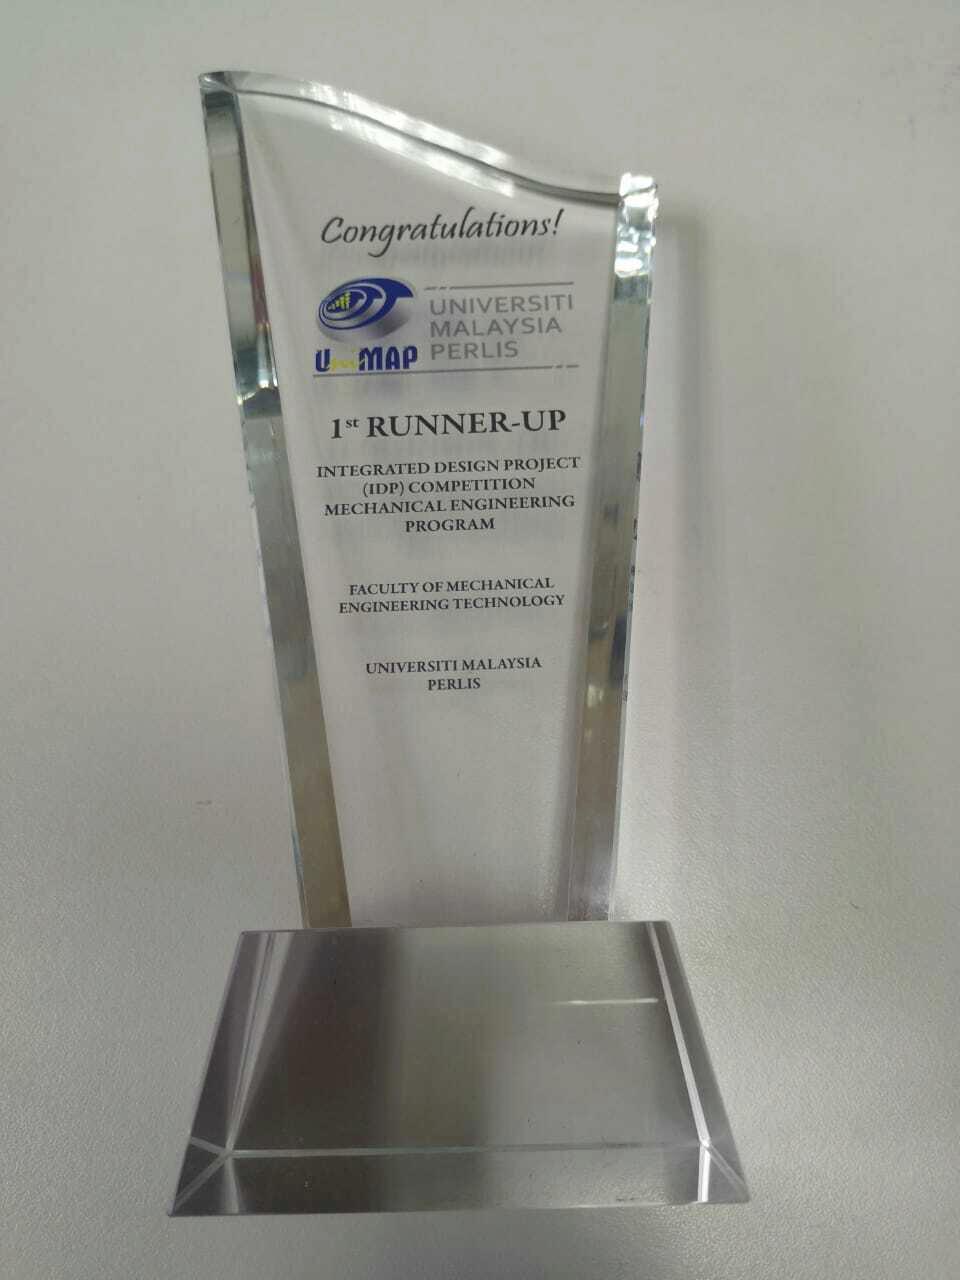 Congratulations!
UniMAP
UNIVERSITI
MALAYSIA
PERLIS
1st RUNNER-UP
INTEGRATED DESIGN PROJECT
(IDP) COMPETITION
MECHANICAL ENGINEERING
PROGRAM
FACULTY OF MECHANICAL
ENGINEERING TECHNOLOGY
UNIVERSITI MALAYSIA
PERLIS